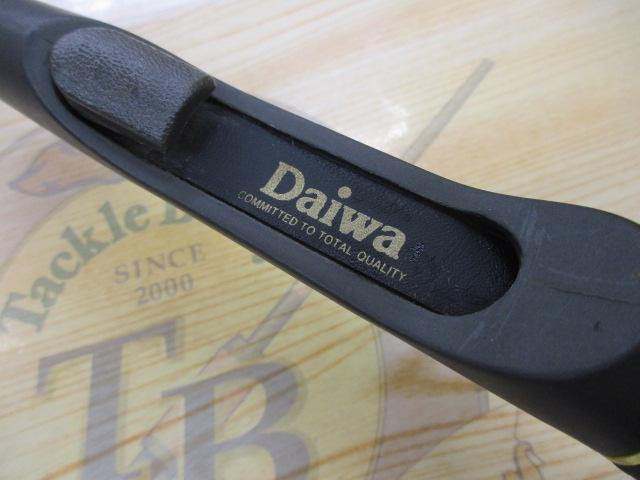 Daiwa
COMMITTED TO TOTAL QUALITY
Tackle B
SINCE
2000
TB